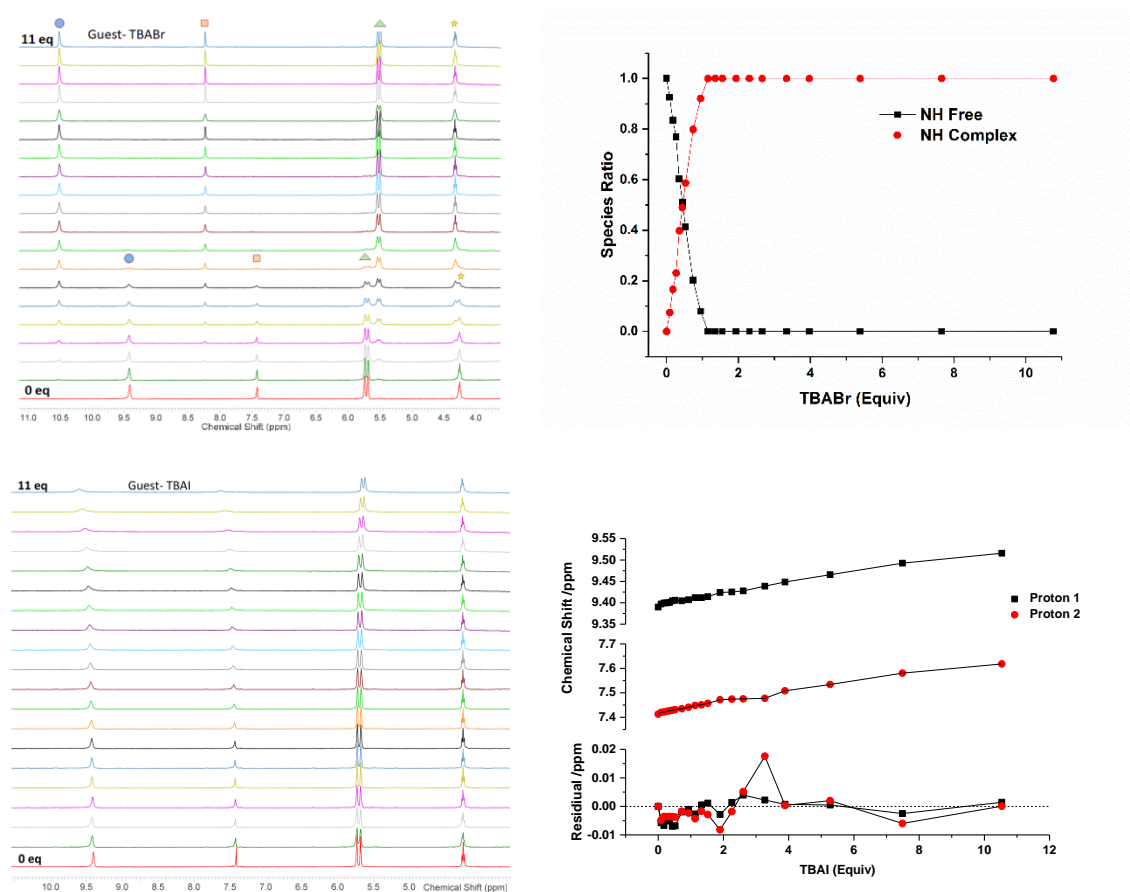 11 eq
Guest- TBABr
0 eq
11.0 10.5 10.0 9.5 9.0 8.5 8.0 7.5 7.0 6.5 6.0 5.5 5.0 4.5 4.0
Chemical Shift (ppm)
Species Ratio
1.0
0.8
0.6
0.4
0.2
0.0
NH Free
NH Complex
0 2 4 6 8 10
TBABr (Equiv)
11 eq
Guest- TBAI
0 eq
10.0 9.5 9.0 8.5 8.0 7.5 7.0 6.5 6.0 5.5 5.0 Chemical Shift (ppm)
Chemical Shift /ppm
9.55
9.50
9.45
9.40
9.35
7.7
7.6
7.5
7.4
Proton 1
Proton 2
Residual /ppm
0.02
0.01
0.00
-0.01
0 2 4 6 8 10 12
TBAI (Equiv)